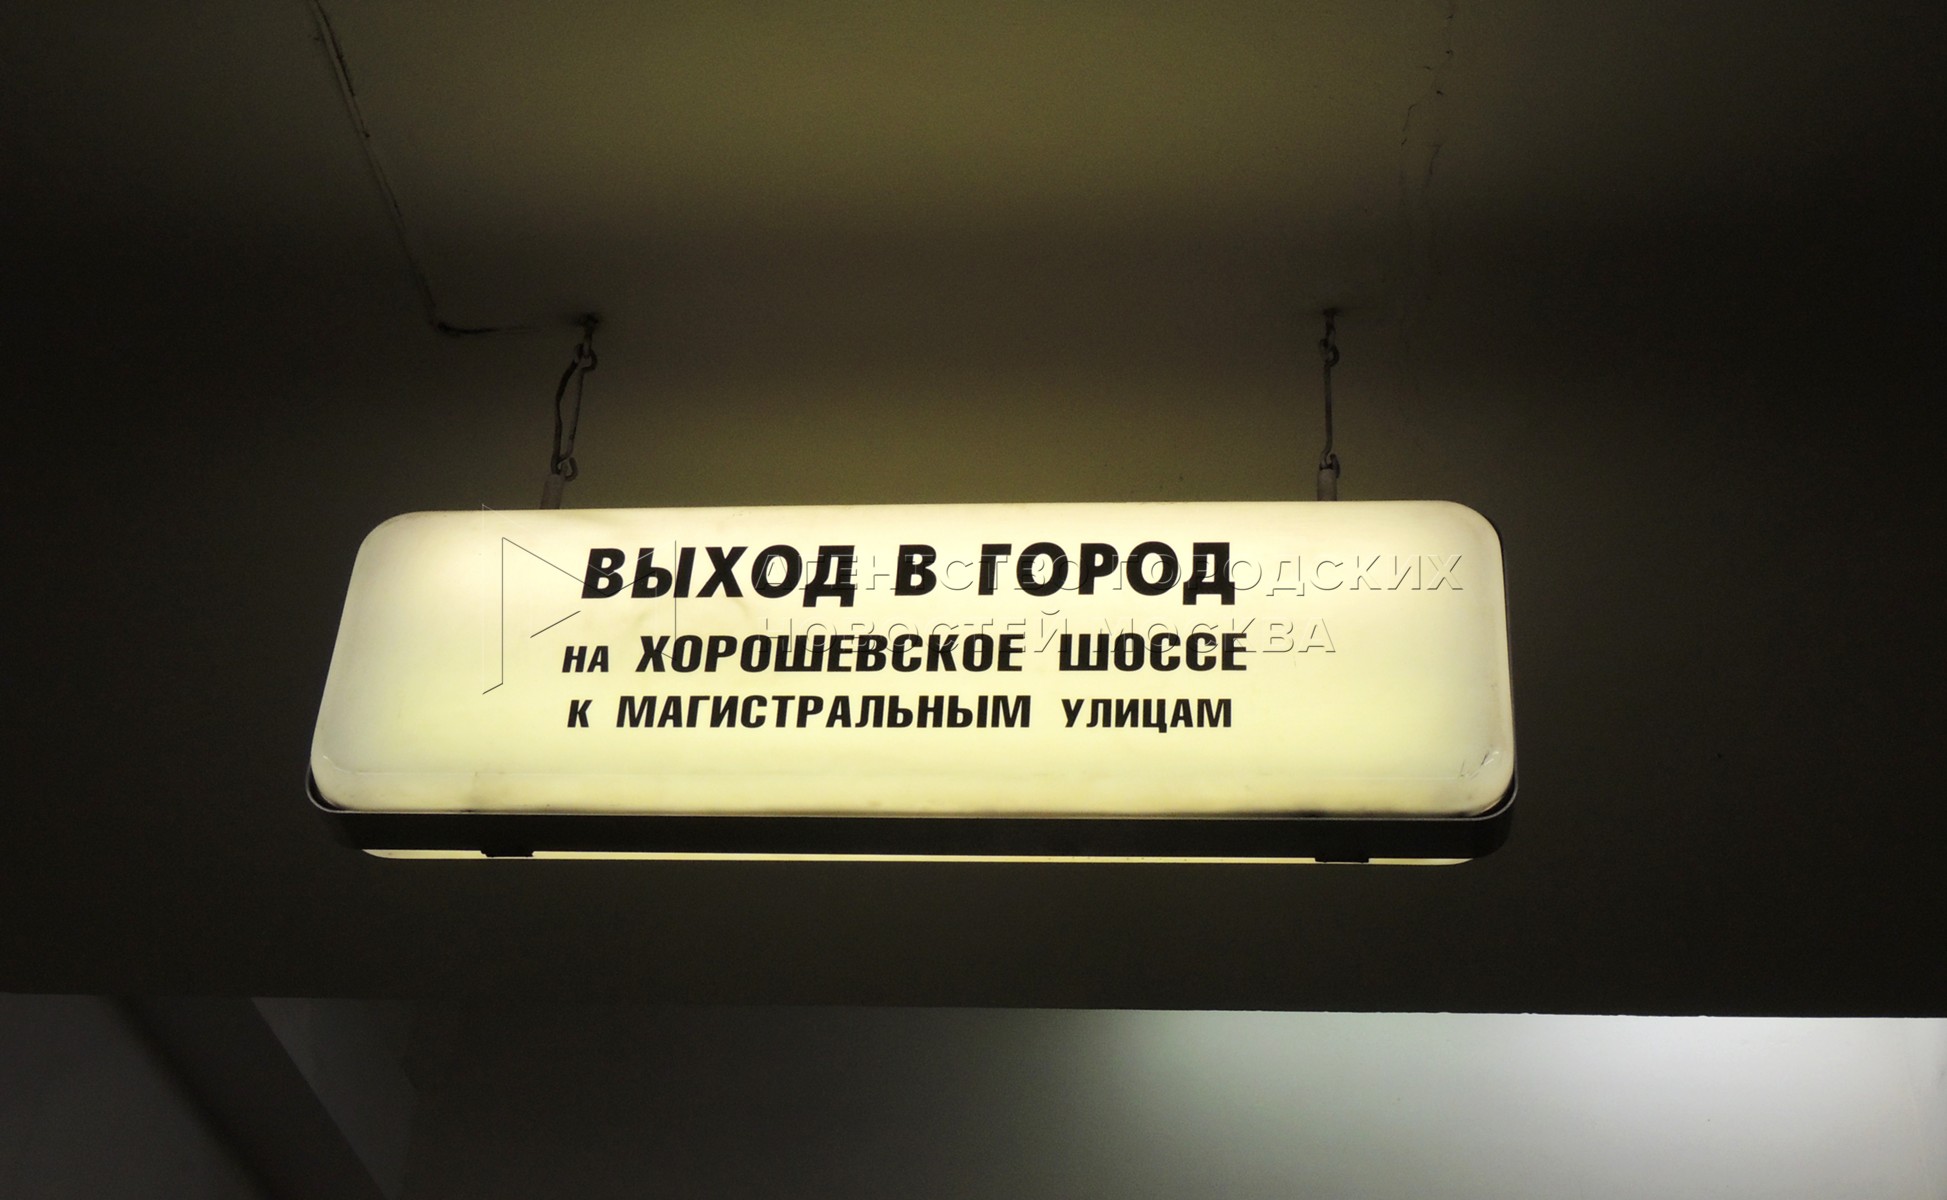 ВЫХОД В ГОРОД
НА ХОРОШЕВСКОЕ ШОССЕ
К МАГИСТРАЛЬНЫМ УЛИЦАМ
АГЕНТСТВО ГОРОДСКИХ
НОВОСТЕЙ МОСКВА